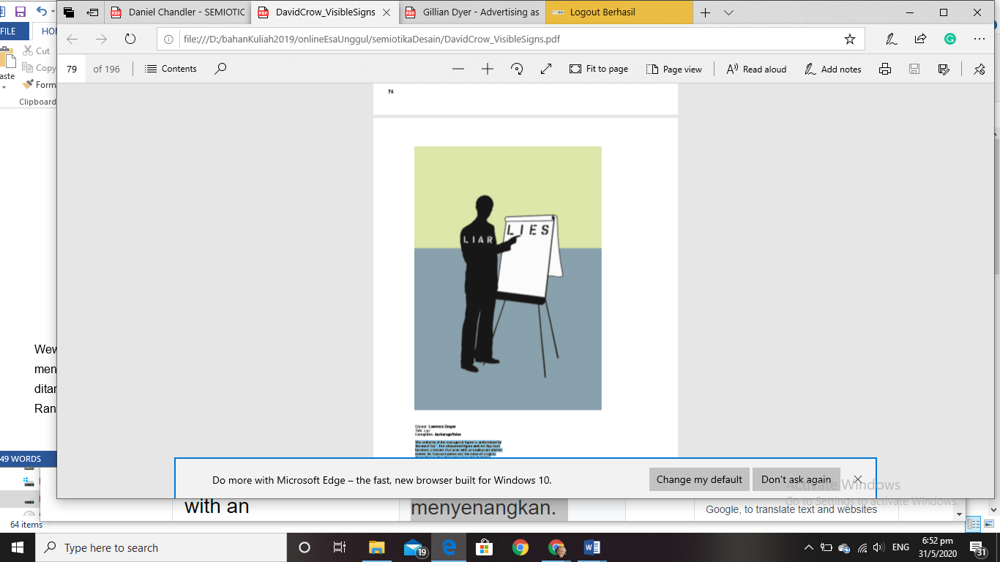 Daniel Chandler - SEMIOTIC
DavidCrow_VisibleSigns
Gillian Dyer - Advertising as
Logout Berhasil
FILE
HO
file:///D:/bahanKuliah2019/onlineEsaUnggul/semiotikaDesain/DavidCrow_VisibleSigns.pdf
Cut
aste
Copy
Form
Clipboard
79 of 196
Contents
Fit to page
Page view
Read aloud
Add notes
76
LIES
LIAR
Wew
men
ditar
Ran
Creator: Lawrence Zeegen
Title: Liar
Exemplifies: Anchorage/Value
The authority of the managerial figure is undermined by
the word 'liar'. The silhouetted figure with his flip chart
becomes a sinister character with an unpleasant ulterior
motive. As Saussure points out, the value of a sign is
49 WORDS
Do more with Microsoft Edge – the fast, new browser built for Windows 10.
Change my default
Don't ask again
Activate Windows
Go to Settings to activate Windows.
with an
menyenangkan.
Google, to translate text and websites
64 items
Type here to search
19
ENG
6:52 pm
31/5/2020
31